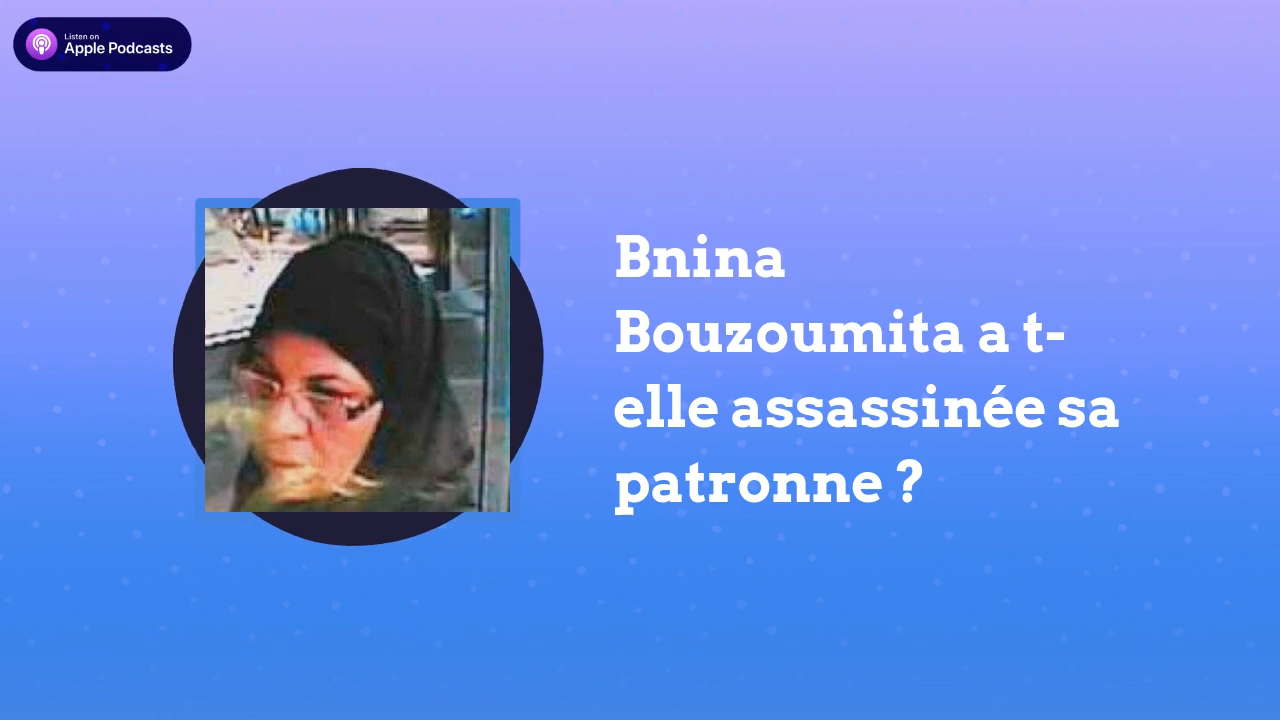 Listen on
Apple Podcasts
Bnina
Bouzoumita a t-
elle assassinée sa
patronne ?